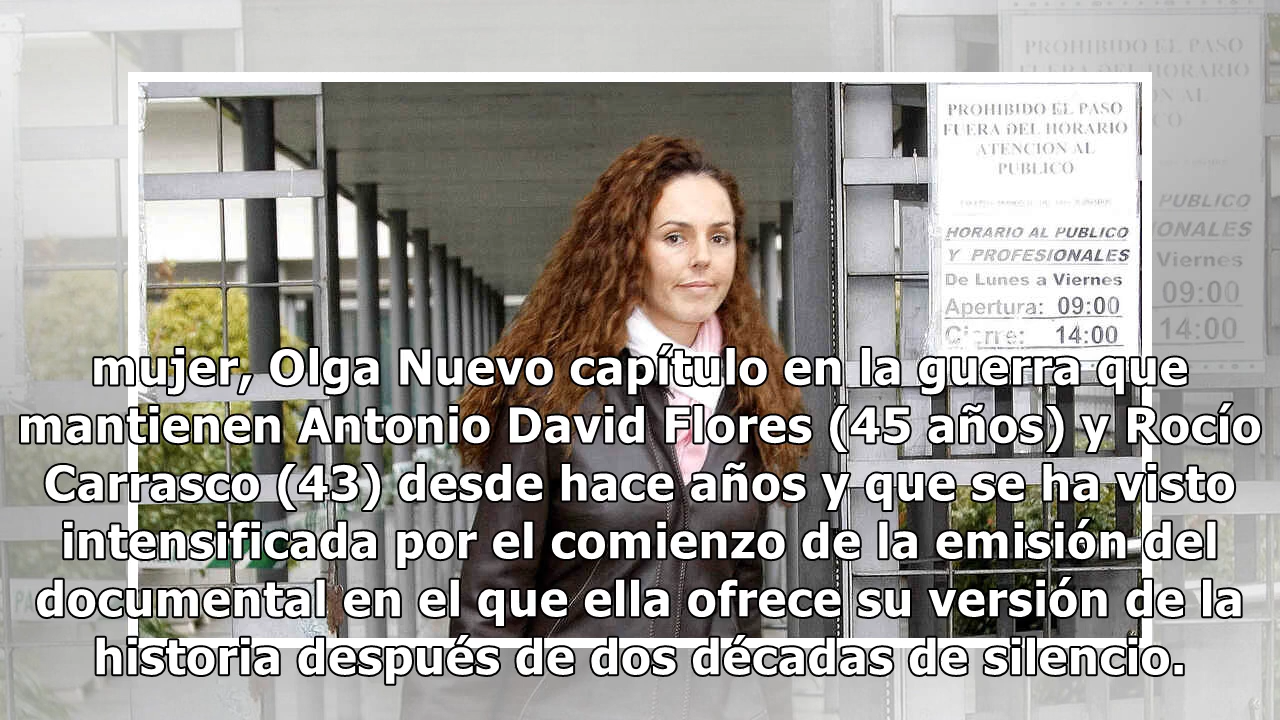 PROHIBIDO EL PASO
FUERA DEL HORARIO
ATENCION AL
PUBLICO
HORARIO AL PUBLICO
Y PROFESIONALES
De Lunes a Viernes
Apertura: 09:00
Cierre: 14:00
mujer, Olga Nuevo capítulo en la guerra que
mantienen Antonio David Flores (45 años) y Rocío
Carrasco (43) desde hace años y que se ha visto
intensificada por el comienzo de la emisión del
documental en el que ella ofrece su versión de la
historia después de dos décadas de silencio.